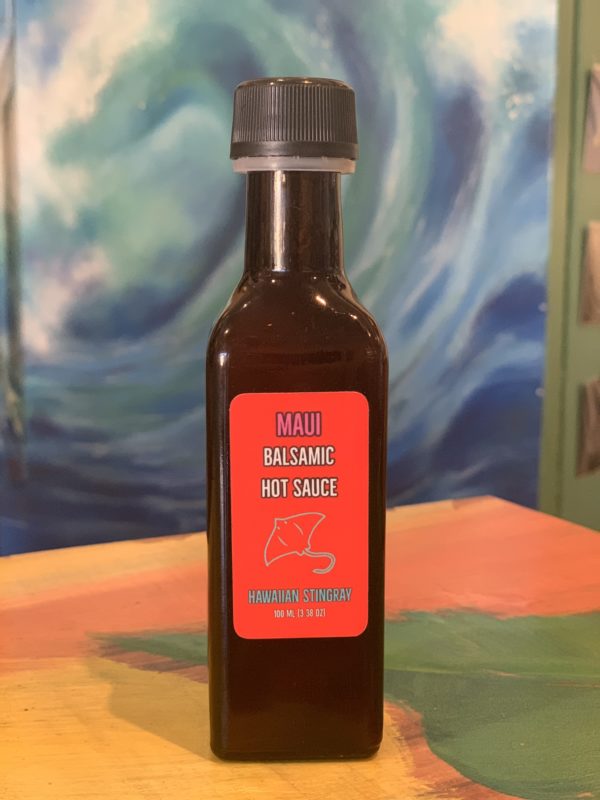 MAUI
BALSAMIC
HOT SAUCE
HAWAIIAN STINGRAY
100 ML (3 38 OZ)